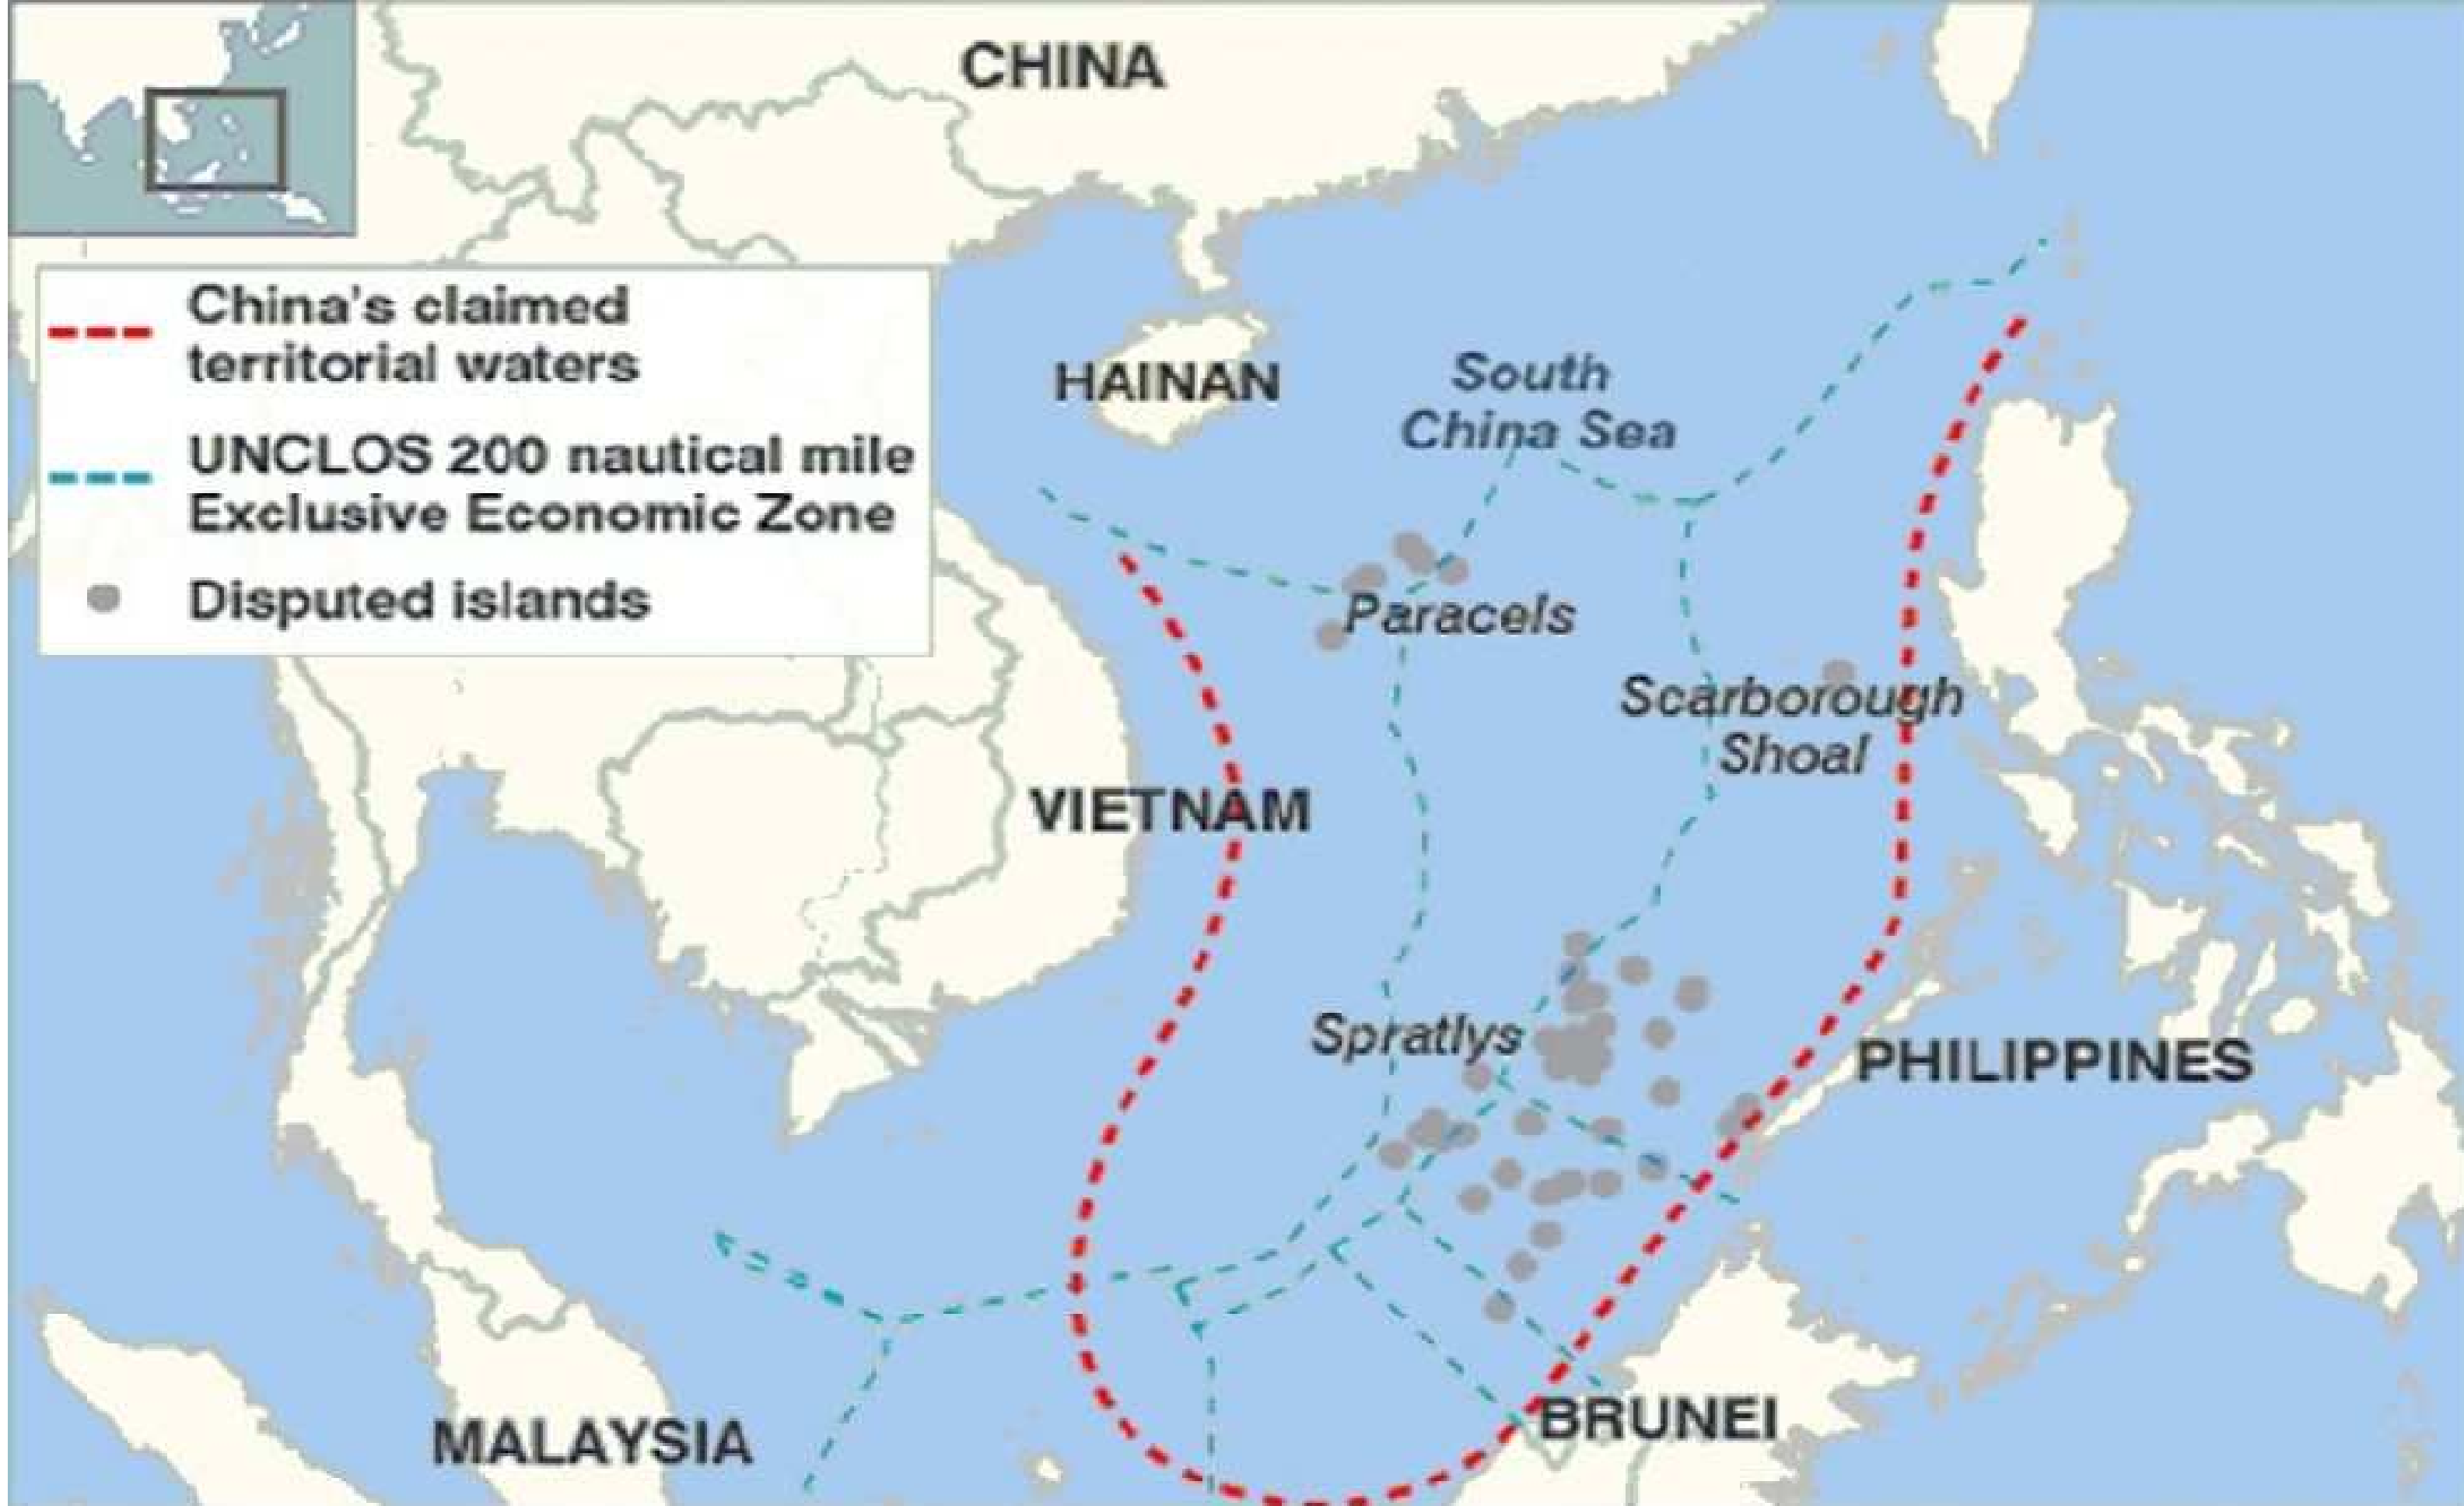 CHINA
China's claimed
territorial waters
UNCLOS 200 nautical mile
Exclusive Economic Zone
Disputed islands
HAINAN
South
China Sea
Paracels
Scarborough
Shoal
VIETNAM
Spratlys
PHILIPPINES
BRUNEI
MALAYSIA